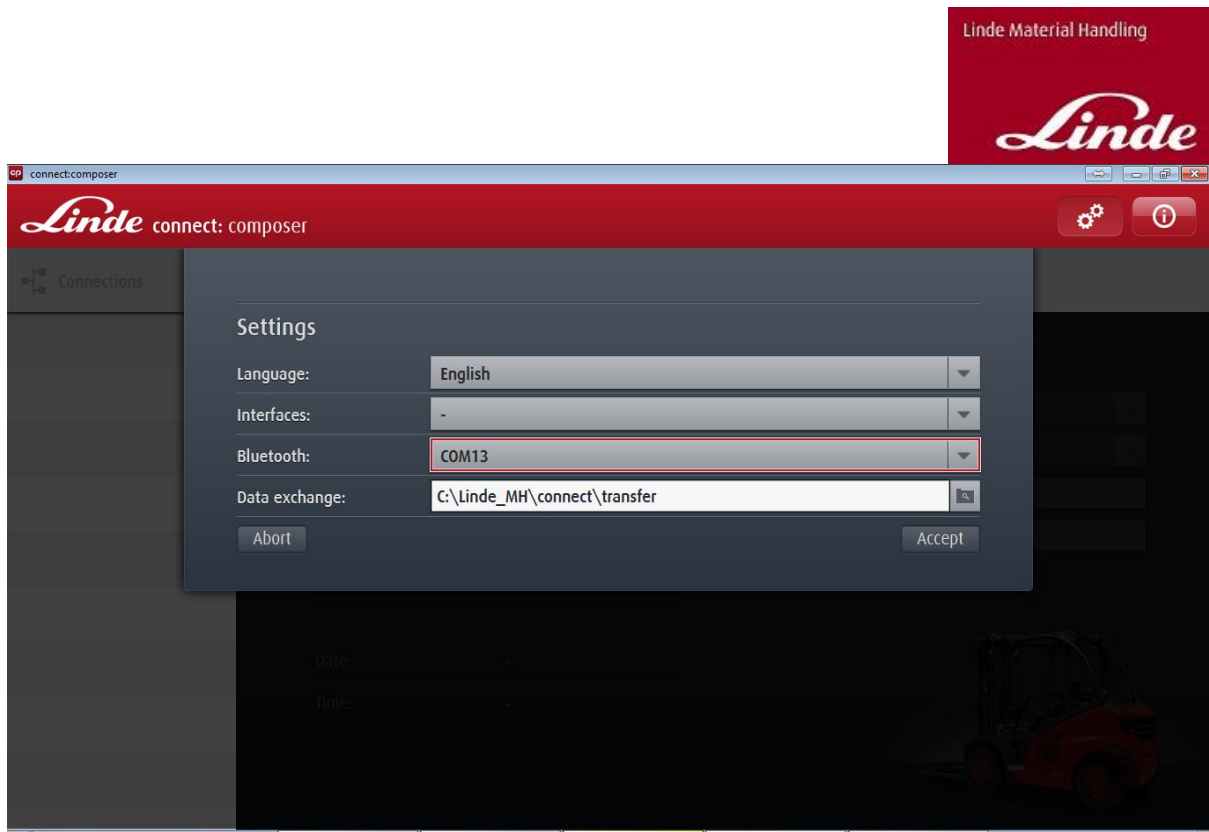 Linde Material Handling
Linde
cp connect:composer
Linde connect: composer
Connections
Settings
Language: English
Interfaces: -
Bluetooth: COM13
Data exchange: C:\Linde_MH\connect\transfer
Abort Accept
Date: -
Time: -